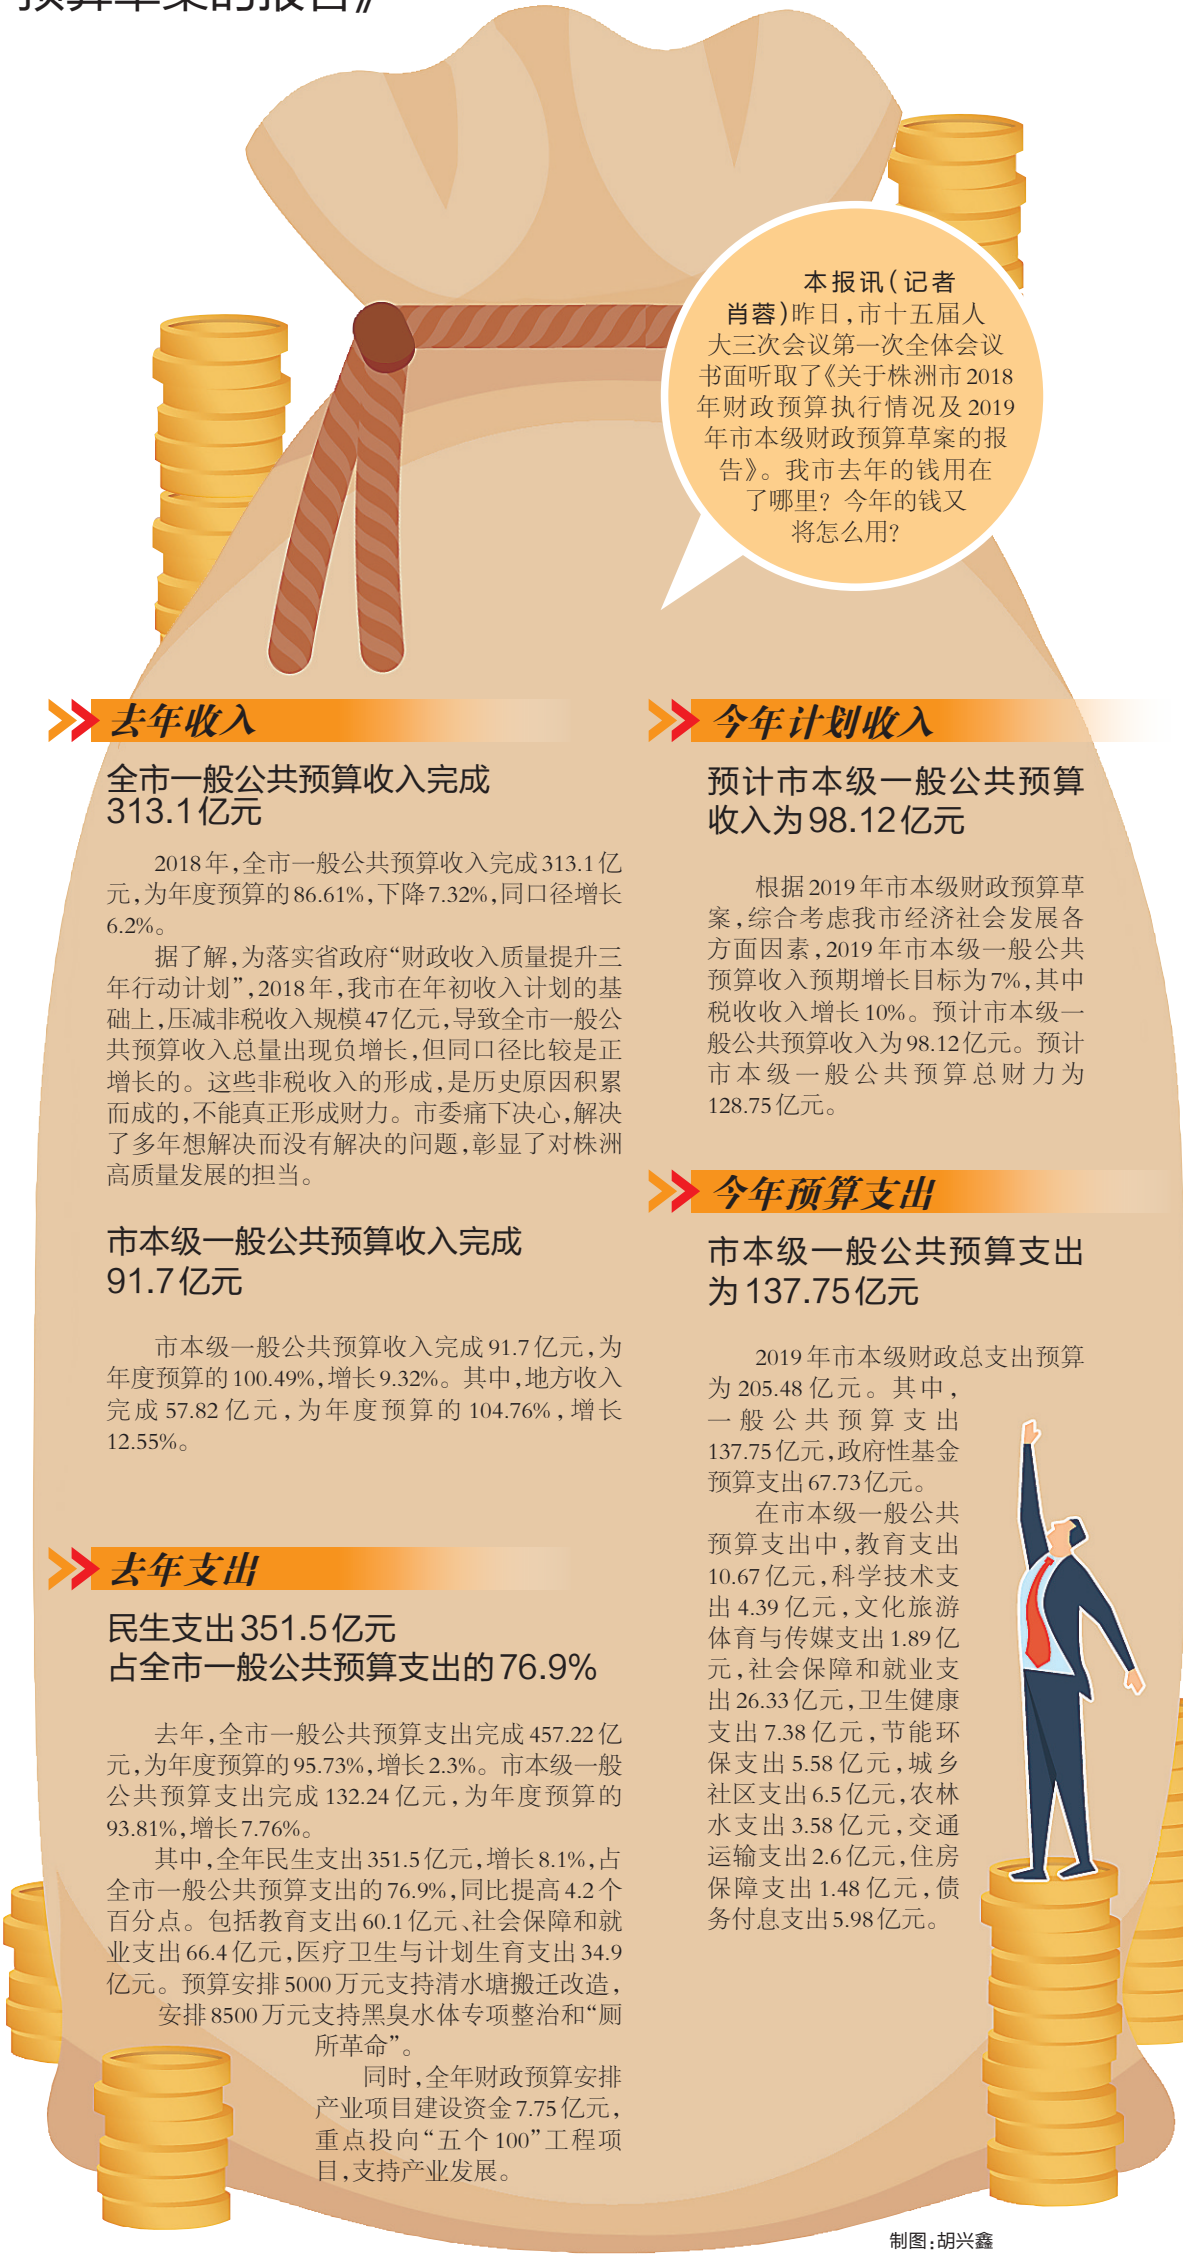 预算草案的报告》
本报讯(记者
肖蓉)昨日,市十五届人
大三次会议第一次全体会议
书面听取了《关于株洲市2018
年财政预算执行情况及2019
年市本级财政预算草案的报
告》。我市去年的钱用在
了哪里?今年的钱又
将怎么用?
去年收入
全市一般公共预算收入完成
313.1亿元
2018年,全市一般公共预算收入完成313.1亿
元,为年度预算的86.61%,下降7.32%,同口径增长
6.2%。
据了解,为落实省政府“财政收入质量提升三
年行动计划”,2018年,我市在年初收入计划的基
础上,压减非税收入规模47亿元,导致全市一般公
共预算收入总量出现负增长,但同口径比较是正
增长的。这些非税收入的形成,是历史原因积累
而成的,不能真正形成财力。市委痛下决心,解决
了多年想解决而没有解决的问题,彰显了对株洲
高质量发展的担当。
市本级一般公共预算收入完成
91.7亿元
市本级一般公共预算收入完成91.7亿元,为
年度预算的100.49%,增长9.32%。其中,地方收入
完成57.82亿元,为年度预算的104.76%,增长
12.55%。
去年支出
民生支出351.5亿元
占全市一般公共预算支出的76.9%
去年,全市一般公共预算支出完成457.22亿
元,为年度预算的95.73%,增长2.3%。市本级一般
公共预算支出完成132.24亿元,为年度预算的
93.81%,增长7.76%。
其中,全年民生支出351.5亿元,增长8.1%,占
全市一般公共预算支出的76.9%,同比提高4.2个
百分点。包括教育支出60.1亿元、社会保障和就
业支出66.4亿元,医疗卫生与计划生育支出34.9
亿元。预算安排5000万元支持清水塘搬迁改造,
安排8500万元支持黑臭水体专项整治和“厕
所革命”。
同时,全年财政预算安排
产业项目建设资金7.75亿元,
重点投向“五个100”工程项
目,支持产业发展。
今年计划收入
预计市本级一般公共预算
收入为98.12亿元
根据2019年市本级财政预算草
案,综合考虑我市经济社会发展各
方面因素,2019年市本级一般公共
预算收入预期增长目标为7%,其中
税收收入增长10%。预计市本级一
般公共预算收入为98.12亿元。预计
市本级一般公共预算总财力为
128.75亿元。
今年预算支出
市本级一般公共预算支出
为137.75亿元
2019年市本级财政总支出预算
为205.48亿元。其中,
一般公共预算支出
137.75亿元,政府性基金
预算支出67.73亿元。
在市本级一般公共
预算支出中,教育支出
10.67亿元,科学技术支
出4.39亿元,文化旅游
体育与传媒支出1.89亿
元,社会保障和就业支
出26.33亿元,卫生健康
支出7.38亿元,节能环
保支出5.58亿元,城乡
社区支出6.5亿元,农林
水支出3.58亿元,交通
运输支出2.6亿元,住房
保障支出1.48亿元,债
务付息支出5.98亿元。
制图:胡兴鑫